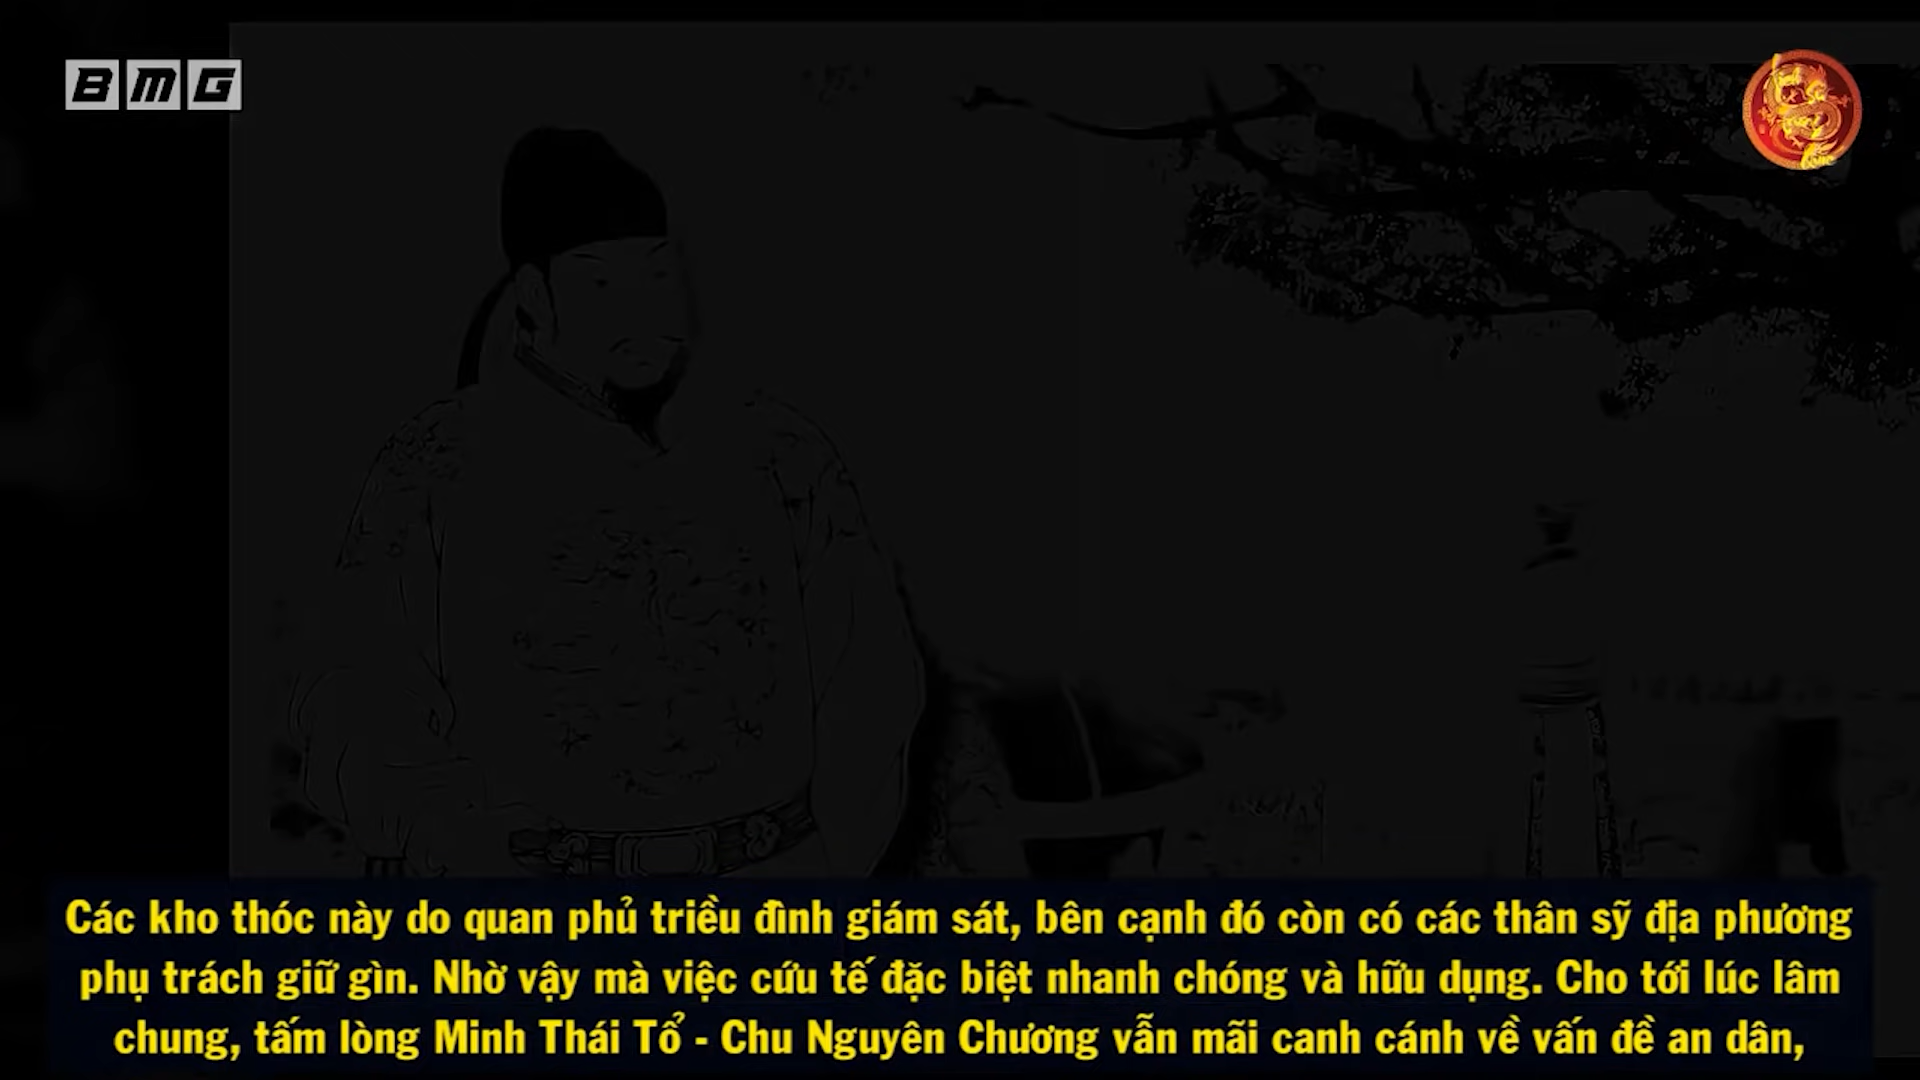 BMG
Các kho thóc này do quan phủ triều đình giám sát, bên cạnh đó còn có các thân sỹ địa phương
phụ trách giữ gìn. Nhờ vậy mà việc cứu tế đặc biệt nhanh chóng và hữu dụng. Cho tới lúc lâm
chung, tấm lòng Minh Thái Tổ - Chu Nguyên Chương vẫn mãi canh cánh về vấn đề an dân,